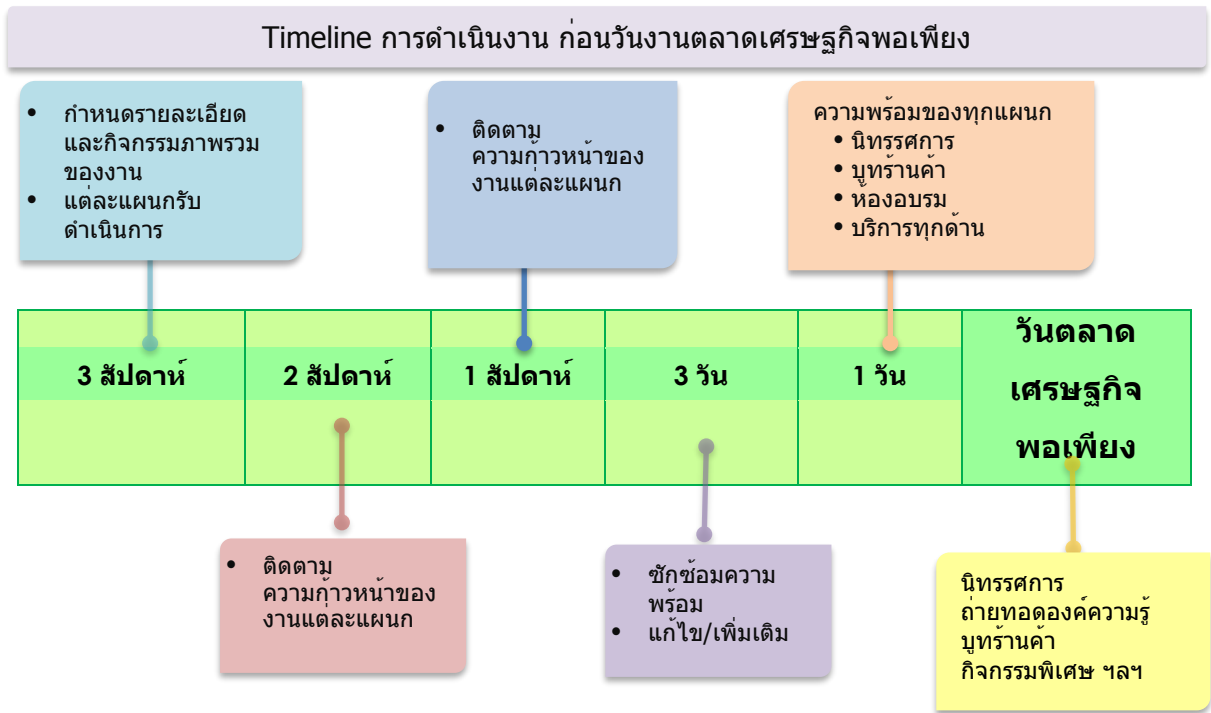 Timeline การดำเนินงาน ก่อนวันงานตลาดเศรษฐกิจพอเพียง
• กำหนดรายละเอียด
และกิจกรรมภาพรวม
ของงาน
• แต่ละแผนกรับ
ดำเนินการ
• ติดตาม
ความก้าวหน้าของ
งานแต่ละแผนก
ความพร้อมของทุกแผนก
• นิทรรศการ
• บูทร้านค้า
• ห้องอบรม
• บริการทุกด้าน
3 สัปดาห์
2 สัปดาห์
1 สัปดาห์
3 วัน
1 วัน
วันตลาด
เศรษฐกิจ
พอเพียง
• ติดตาม
ความก้าวหน้าของ
งานแต่ละแผนก
• ซักซ้อมความ
พร้อม
• แก้ไข/เพิ่มเติม
นิทรรศการ
ถ่ายทอดองค์ความรู้
บูทร้านค้า
กิจกรรมพิเศษ ฯลฯ